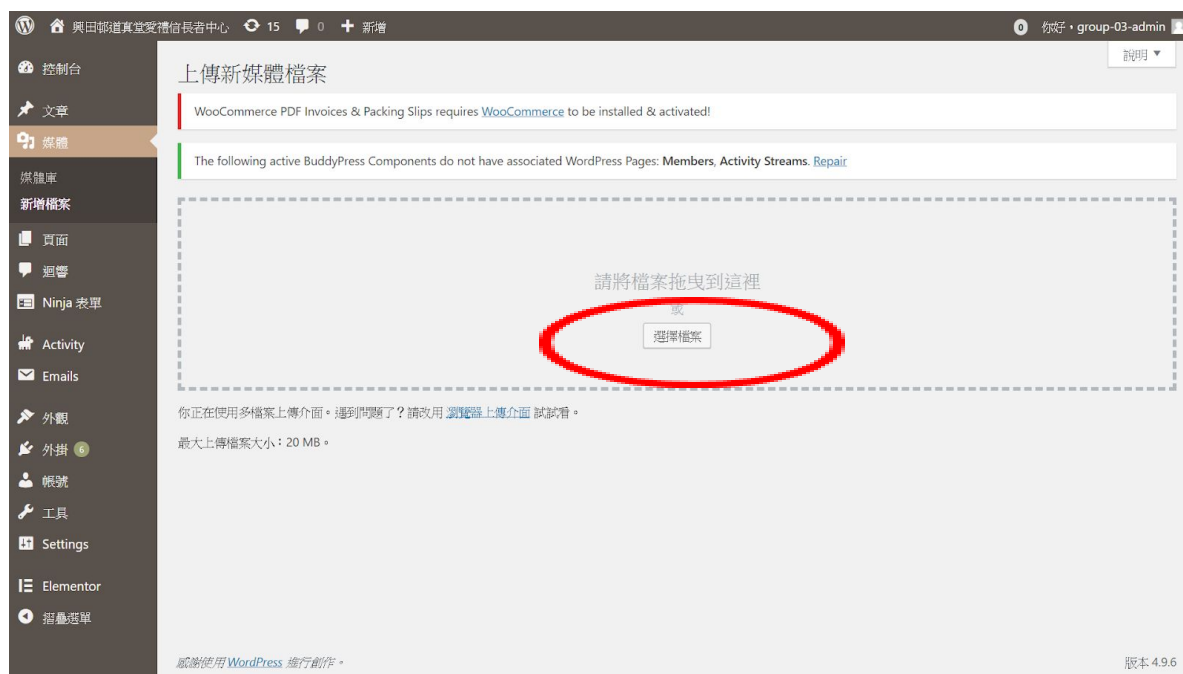 興田邨道真堂愛禮信長者中心 15 0 新增 0 你好,group-03-admin
說明
控制台
文章
媒體
媒體庫
新增檔案
頁面
迴響
Ninja 表單
Activity
Emails
外觀
外掛 6
帳號
工具
Settings
Elementor
摺疊選單
上傳新媒體檔案
WooCommerce PDF Invoices & Packing Slips requires WooCommerce to be installed & activated!
The following active BuddyPress Components do not have associated WordPress Pages: Members, Activity Streams. Repair
請將檔案拖曳到這裡
或
選擇檔案
你正在使用多檔案上傳介面。遇到問題了?請改用 瀏覽器上傳介面 試試看。
最大上傳檔案大小:20 MB。
感謝使用 WordPress 進行創作。
版本 4.9.6